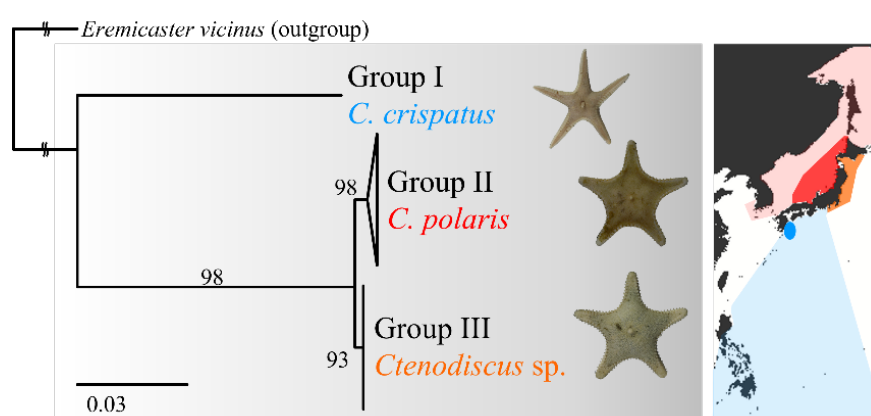 Eremicaster vicinus (outgroup)
Group I
C. crispatus
98
Group II
C. polaris
98
Group III
93
Ctenodiscus sp.
0.03